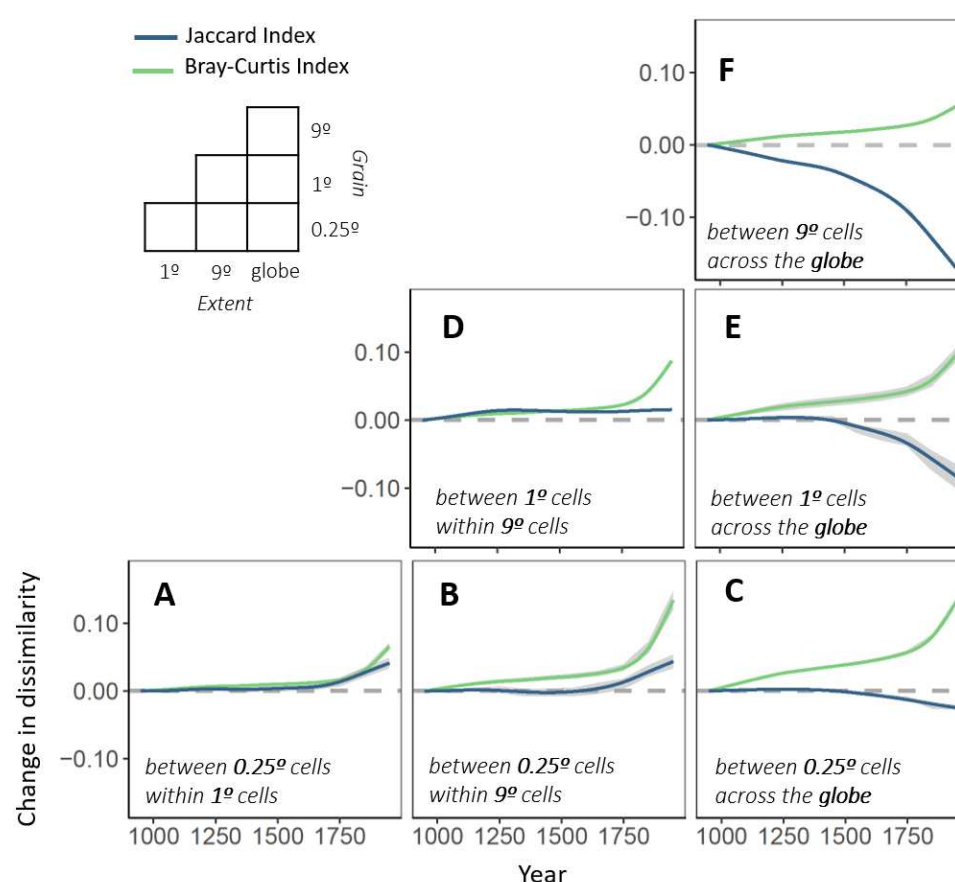 Jaccard Index
Bray-Curtis Index
9º
1º
0.25º
Grain
1º 9º globe
Extent
F
0.10
0.00
−0.10
between 9º cells
across the globe
D
0.10
0.00
−0.10
between 1º cells
within 9º cells
E
between 1º cells
across the globe
Change in dissimilarity
A
0.10
0.00
−0.10
between 0.25º cells
within 1º cells
B
between 0.25º cells
within 9º cells
C
between 0.25º cells
across the globe
1000 1250 1500 1750 1000 1250 1500 1750 1000 1250 1500 1750
Year